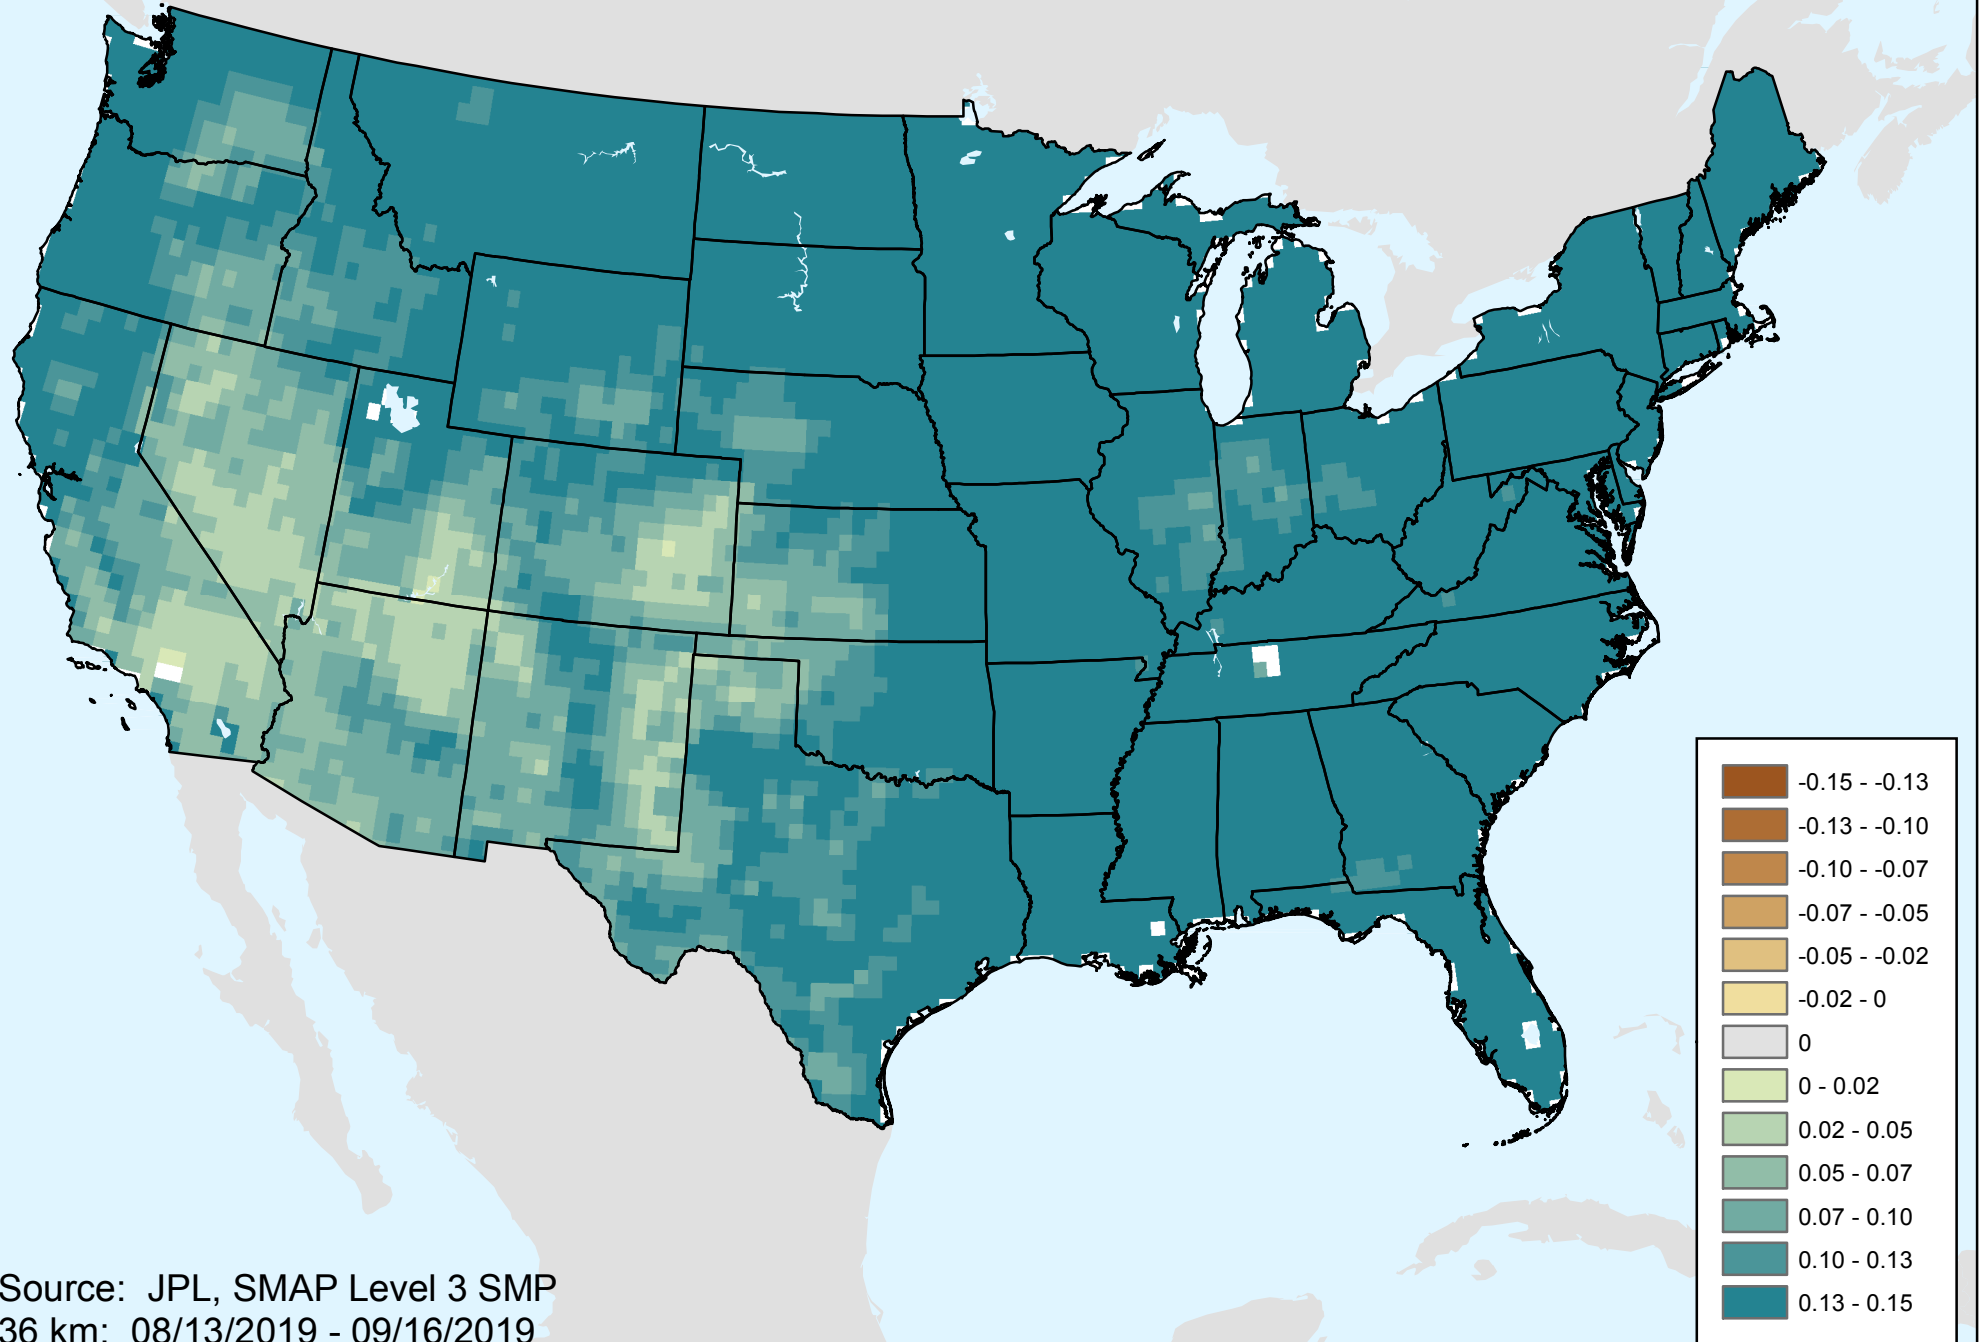 -0.15 - -0.13
-0.13 - -0.10
-0.10 - -0.07
-0.07 - -0.05
-0.05 - -0.02
-0.02 - 0
0
0 - 0.02
0.02 - 0.05
0.05 - 0.07
0.07 - 0.10
0.10 - 0.13
0.13 - 0.15
Source: JPL, SMAP Level 3 SMP
36 km: 08/13/2019 - 09/16/2019